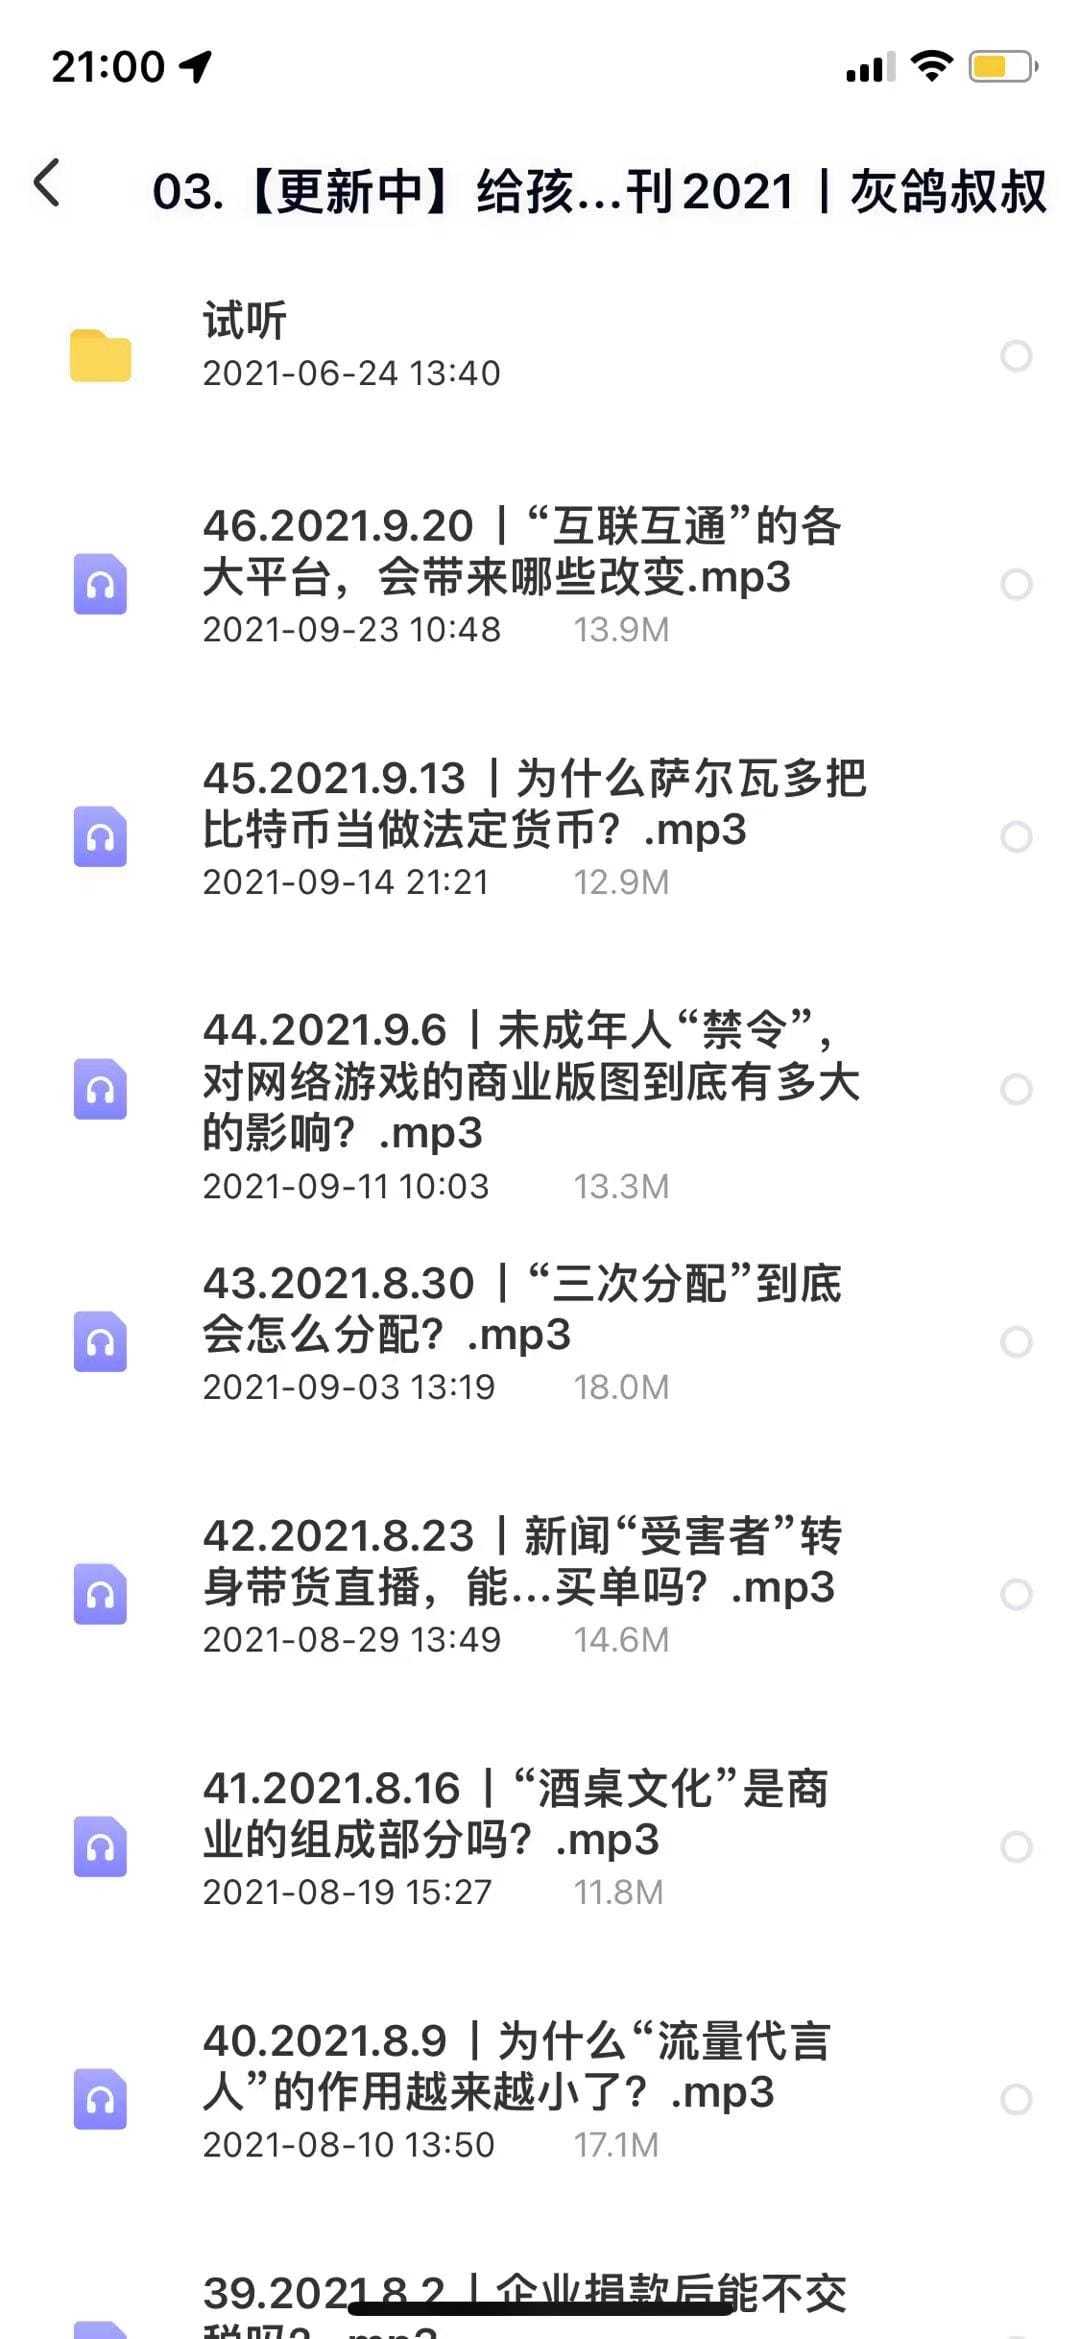 21:00
03.【更新中】给孩...刊2021丨灰鸽叔叔
试听
2021-06-24 13:40
46.2021.9.20丨“互联互通”的各
大平台，会带来哪些改变.mp3
2021-09-23 10:48 13.9M
45.2021.9.13丨为什么萨尔瓦多把
比特币当做法定货币？.mp3
2021-09-14 21:21 12.9M
44.2021.9.6丨未成年人“禁令”，
对网络游戏的商业版图到底有多大
的影响？.mp3
2021-09-11 10:03 13.3M
43.2021.8.30丨“三次分配”到底
会怎么分配？.mp3
2021-09-03 13:19 18.0M
42.2021.8.23丨新闻“受害者”转
身带货直播，能...买单吗？.mp3
2021-08-29 13:49 14.6M
41.2021.8.16丨“酒桌文化”是商
业的组成部分吗？.mp3
2021-08-19 15:27 11.8M
40.2021.8.9丨为什么“流量代言
人”的作用越来越小了？.mp3
2021-08-10 13:50 17.1M
39.2021.8.2丨企业捐款后能不交
税吗？.mp3